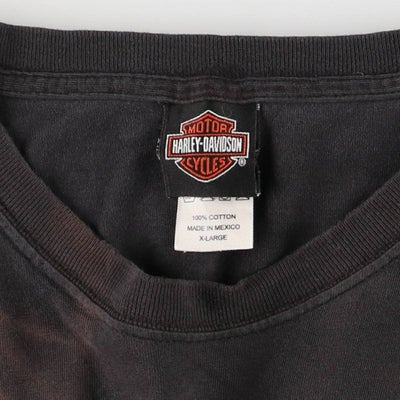 MOTOR
HARLEY-DAVIDSON
CYCLES
®
100% COTTON
MADE IN MEXICO
X-LARGE